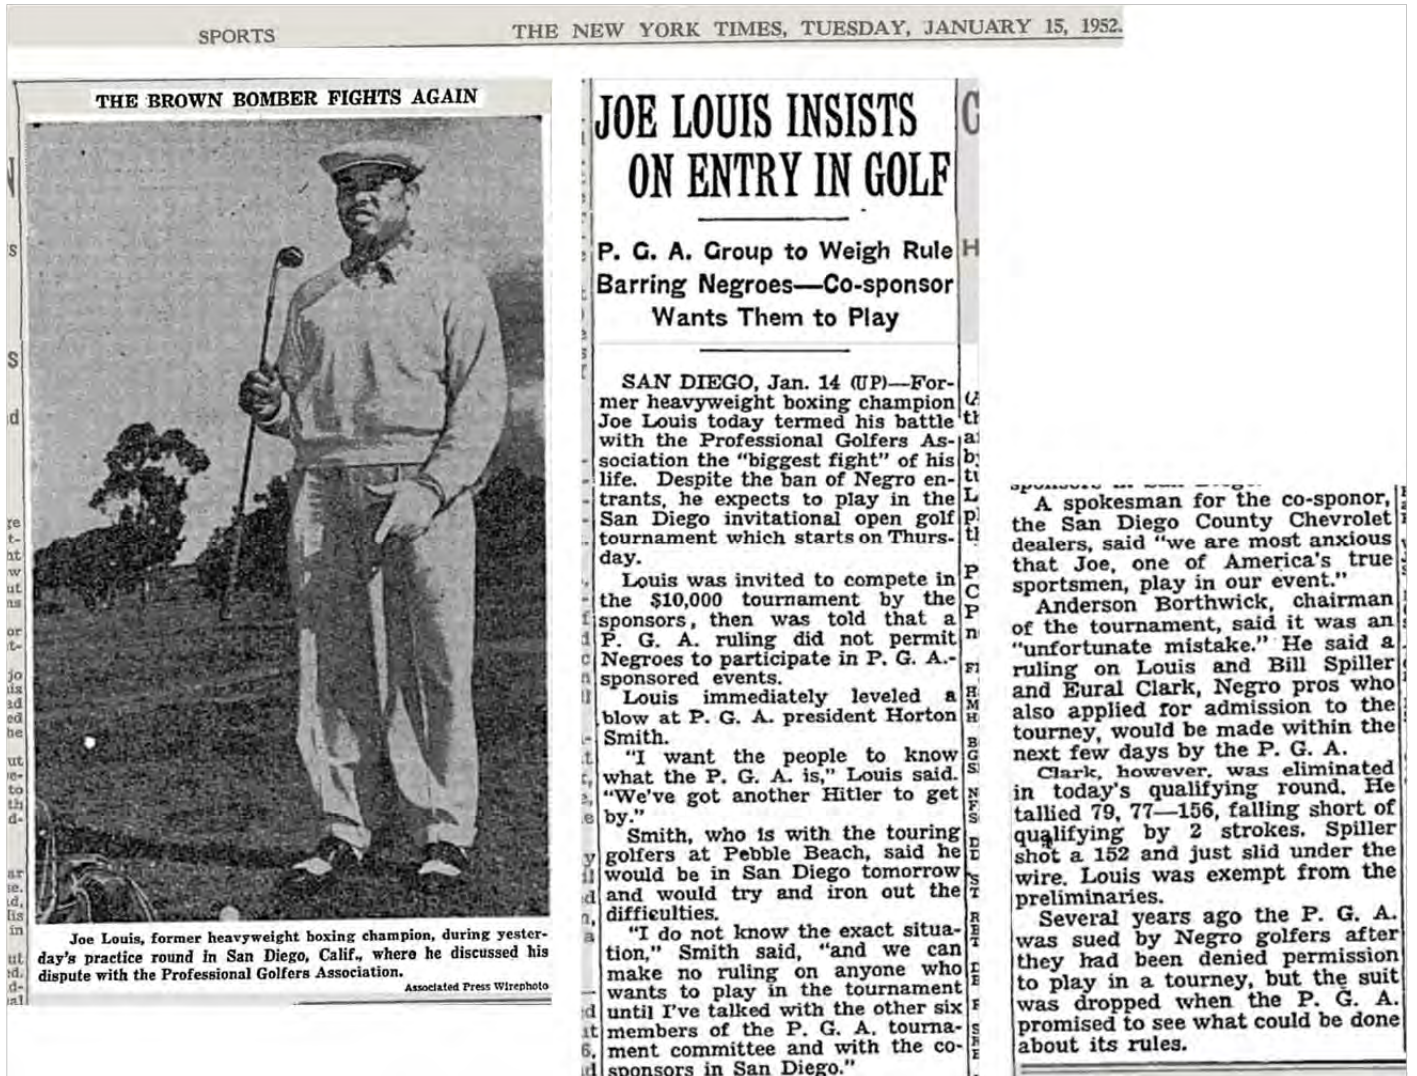 SPORTS
THE NEW YORK TIMES, TUESDAY, JANUARY 15, 1952.
THE BROWN BOMBER FIGHTS AGAIN
Joe Louis, former heavyweight boxing champion, during yester-
day's practice round in San Diego, Calif., where he discussed his
dispute with the Professional Golfers Association.
Associated Press Wirephoto
JOE LOUIS INSISTS
ON ENTRY IN GOLF
P. G. A. Group to Weigh Rule
Barring Negroes—Co-sponsor
Wants Them to Play
SAN DIEGO, Jan. 14 (UP)—For-
mer heavyweight boxing champion
Joe Louis today termed his battle
with the Professional Golfers As-
sociation the "biggest fight" of his
life. Despite the ban of Negro en-
trants, he expects to play in the
San Diego invitational open golf
tournament which starts on Thurs-
day.
Louis was invited to compete in
the $10,000 tournament by the
sponsors, then was told that a
P. G. A. ruling did not permit
Negroes to participate in P. G. A.-
sponsored events.
Louis immediately leveled a
blow at P. G. A. president Horton
Smith.
"I want the people to know
what the P. G. A. is," Louis said.
"We've got another Hitler to get
by."
Smith, who is with the touring
golfers at Pebble Beach, said he
would be in San Diego tomorrow
and would try and iron out the
difficulties.
"I do not know the exact situa-
tion," Smith said, "and we can
make no ruling on anyone who
wants to play in the tournament
until I've talked with the other six
members of the P. G. A. tourna-
ment committee and with the co-
sponsors in San Diego."
A spokesman for the co-sponor,
the San Diego County Chevrolet
dealers, said "we are most anxious
that Joe, one of America's true
sportsmen, play in our event."
Anderson Borthwick, chairman
of the tournament, said it was an
"unfortunate mistake." He said a
ruling on Louis and Bill Spiller
and Eural Clark, Negro pros who
also applied for admission to the
tourney, would be made within the
next few days by the P. G. A.
Clark, however, was eliminated
in today's qualifying round. He
tallied 79, 77—156, falling short of
qualifying by 2 strokes. Spiller
shot a 152 and just slid under the
wire. Louis was exempt from the
preliminaries.
Several years ago the P. G. A.
was sued by Negro golfers after
they had been denied permission
to play in a tourney, but the suit
was dropped when the P. G. A.
promised to see what could be done
about its rules.